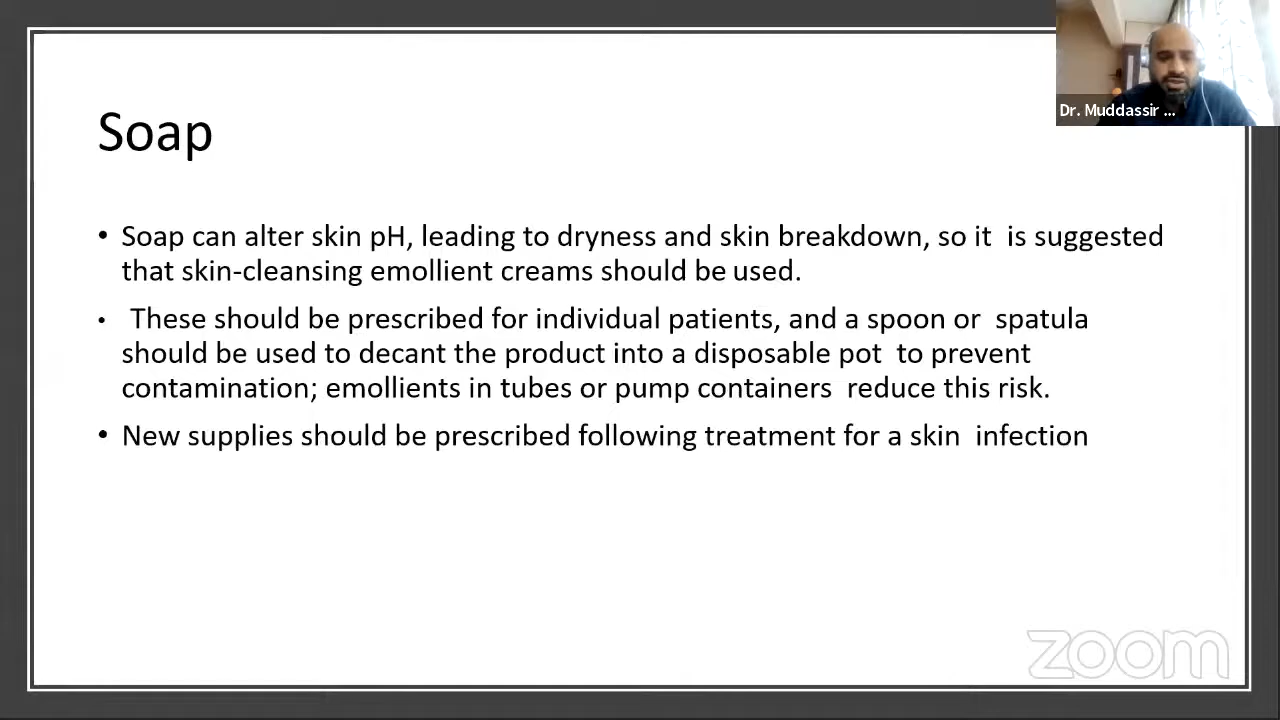 Dr. Muddassir ...
Soap
• Soap can alter skin pH, leading to dryness and skin breakdown, so it is suggested
that skin-cleansing emollient creams should be used.
• These should be prescribed for individual patients, and a spoon or spatula
should be used to decant the product into a disposable pot to prevent
contamination; emollients in tubes or pump containers reduce this risk.
• New supplies should be prescribed following treatment for a skin infection
zoom